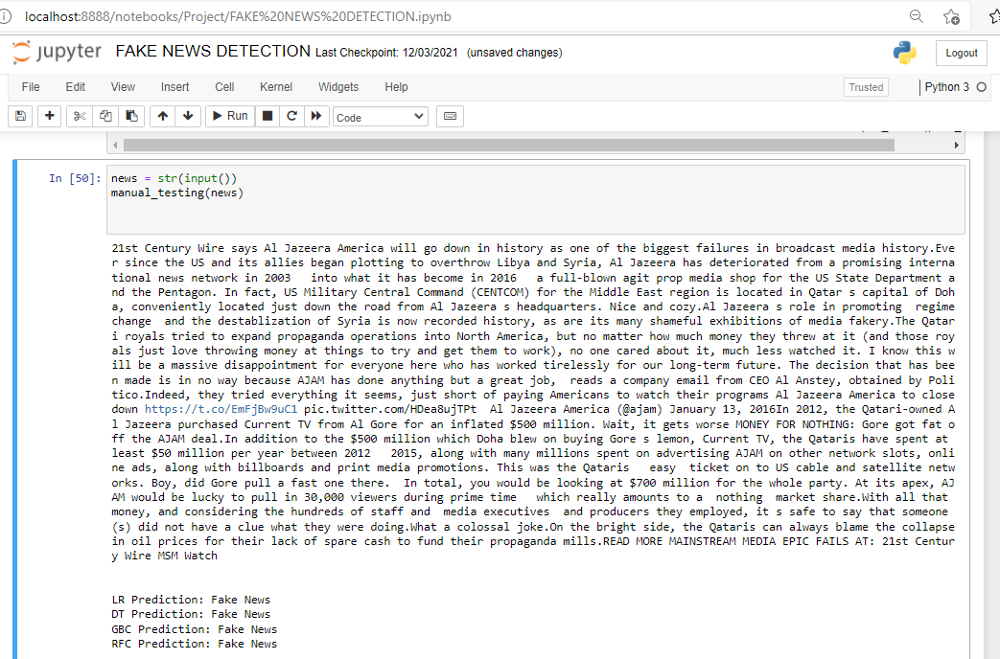 localhost:8888/notebooks/Project/FAKE%20NEWS%20DETECTION.ipynb
jupyter FAKE NEWS DETECTION Last Checkpoint: 12/03/2021 (unsaved changes) Logout
File Edit View Insert Cell Kernel Widgets Help Trusted Python 3
Run Code
In [50]: news = str(input())
manual_testing(news)
21st Century Wire says Al Jazeera America will go down in history as one of the biggest failures in broadcast media history.Eve
r since the US and its allies began plotting to overthrow Libya and Syria, Al Jazeera has deteriorated from a promising interna
tional news network in 2003   into what it has become in 2016   a full-blown agit prop media shop for the US State Department a
nd the Pentagon. In fact, US Military Central Command (CENTCOM) for the Middle East region is located in Qatar s capital of Doh
a, conveniently located just down the road from Al Jazeera s headquarters. Nice and cozy.Al Jazeera s role in promoting  regime
change  and the destablization of Syria is now recorded history, as are its many shameful exhibitions of media fakery.The Qatar
i royals tried to expand propaganda operations into North America, but no matter how much money they threw at it (and those roy
als just love throwing money at things to try and get them to work), no one cared about it, much less watched it. I know this w
ill be a massive disappointment for everyone here who has worked tirelessly for our long-term future. The decision that has bee
n made is in no way because AJAM has done anything but a great job,  reads a company email from CEO Al Anstey, obtained by Poli
tico.Indeed, they tried everything it seems, just short of paying Americans to watch their programs Al Jazeera America to close
down https://t.co/EmFjBw9uC1 pic.twitter.com/HDea8ujTPt  Al Jazeera America (@ajam) January 13, 2016In 2012, the Qatari-owned A
l Jazeera purchased Current TV from Al Gore for an inflated $500 million. Wait, it gets worse MONEY FOR NOTHING: Gore got fat o
ff the AJAM deal.In addition to the $500 million which Doha blew on buying Gore s lemon, Current TV, the Qataris have spent at
least $50 million per year between 2012   2015, along with many millions spent on advertising AJAM on other network slots, onli
ne ads, along with billboards and print media promotions. This was the Qataris   easy  ticket on to US cable and satellite netw
orks. Boy, did Gore pull a fast one there.  In total, you would be looking at $700 million for the whole party. At its apex, AJ
AM would be lucky to pull in 30,000 viewers during prime time   which really amounts to a  nothing  market share.With all that
money, and considering the hundreds of staff and  media executives  and producers they employed, it s safe to say that someone
(s) did not have a clue what they were doing.What a colossal joke.On the bright side, the Qataris can always blame the collapse
in oil prices for their lack of spare cash to fund their propaganda mills.READ MORE MAINSTREAM MEDIA EPIC FAILS AT: 21st Centur
y Wire MSM Watch
LR Prediction: Fake News
DT Prediction: Fake News
GBC Prediction: Fake News
RFC Prediction: Fake News